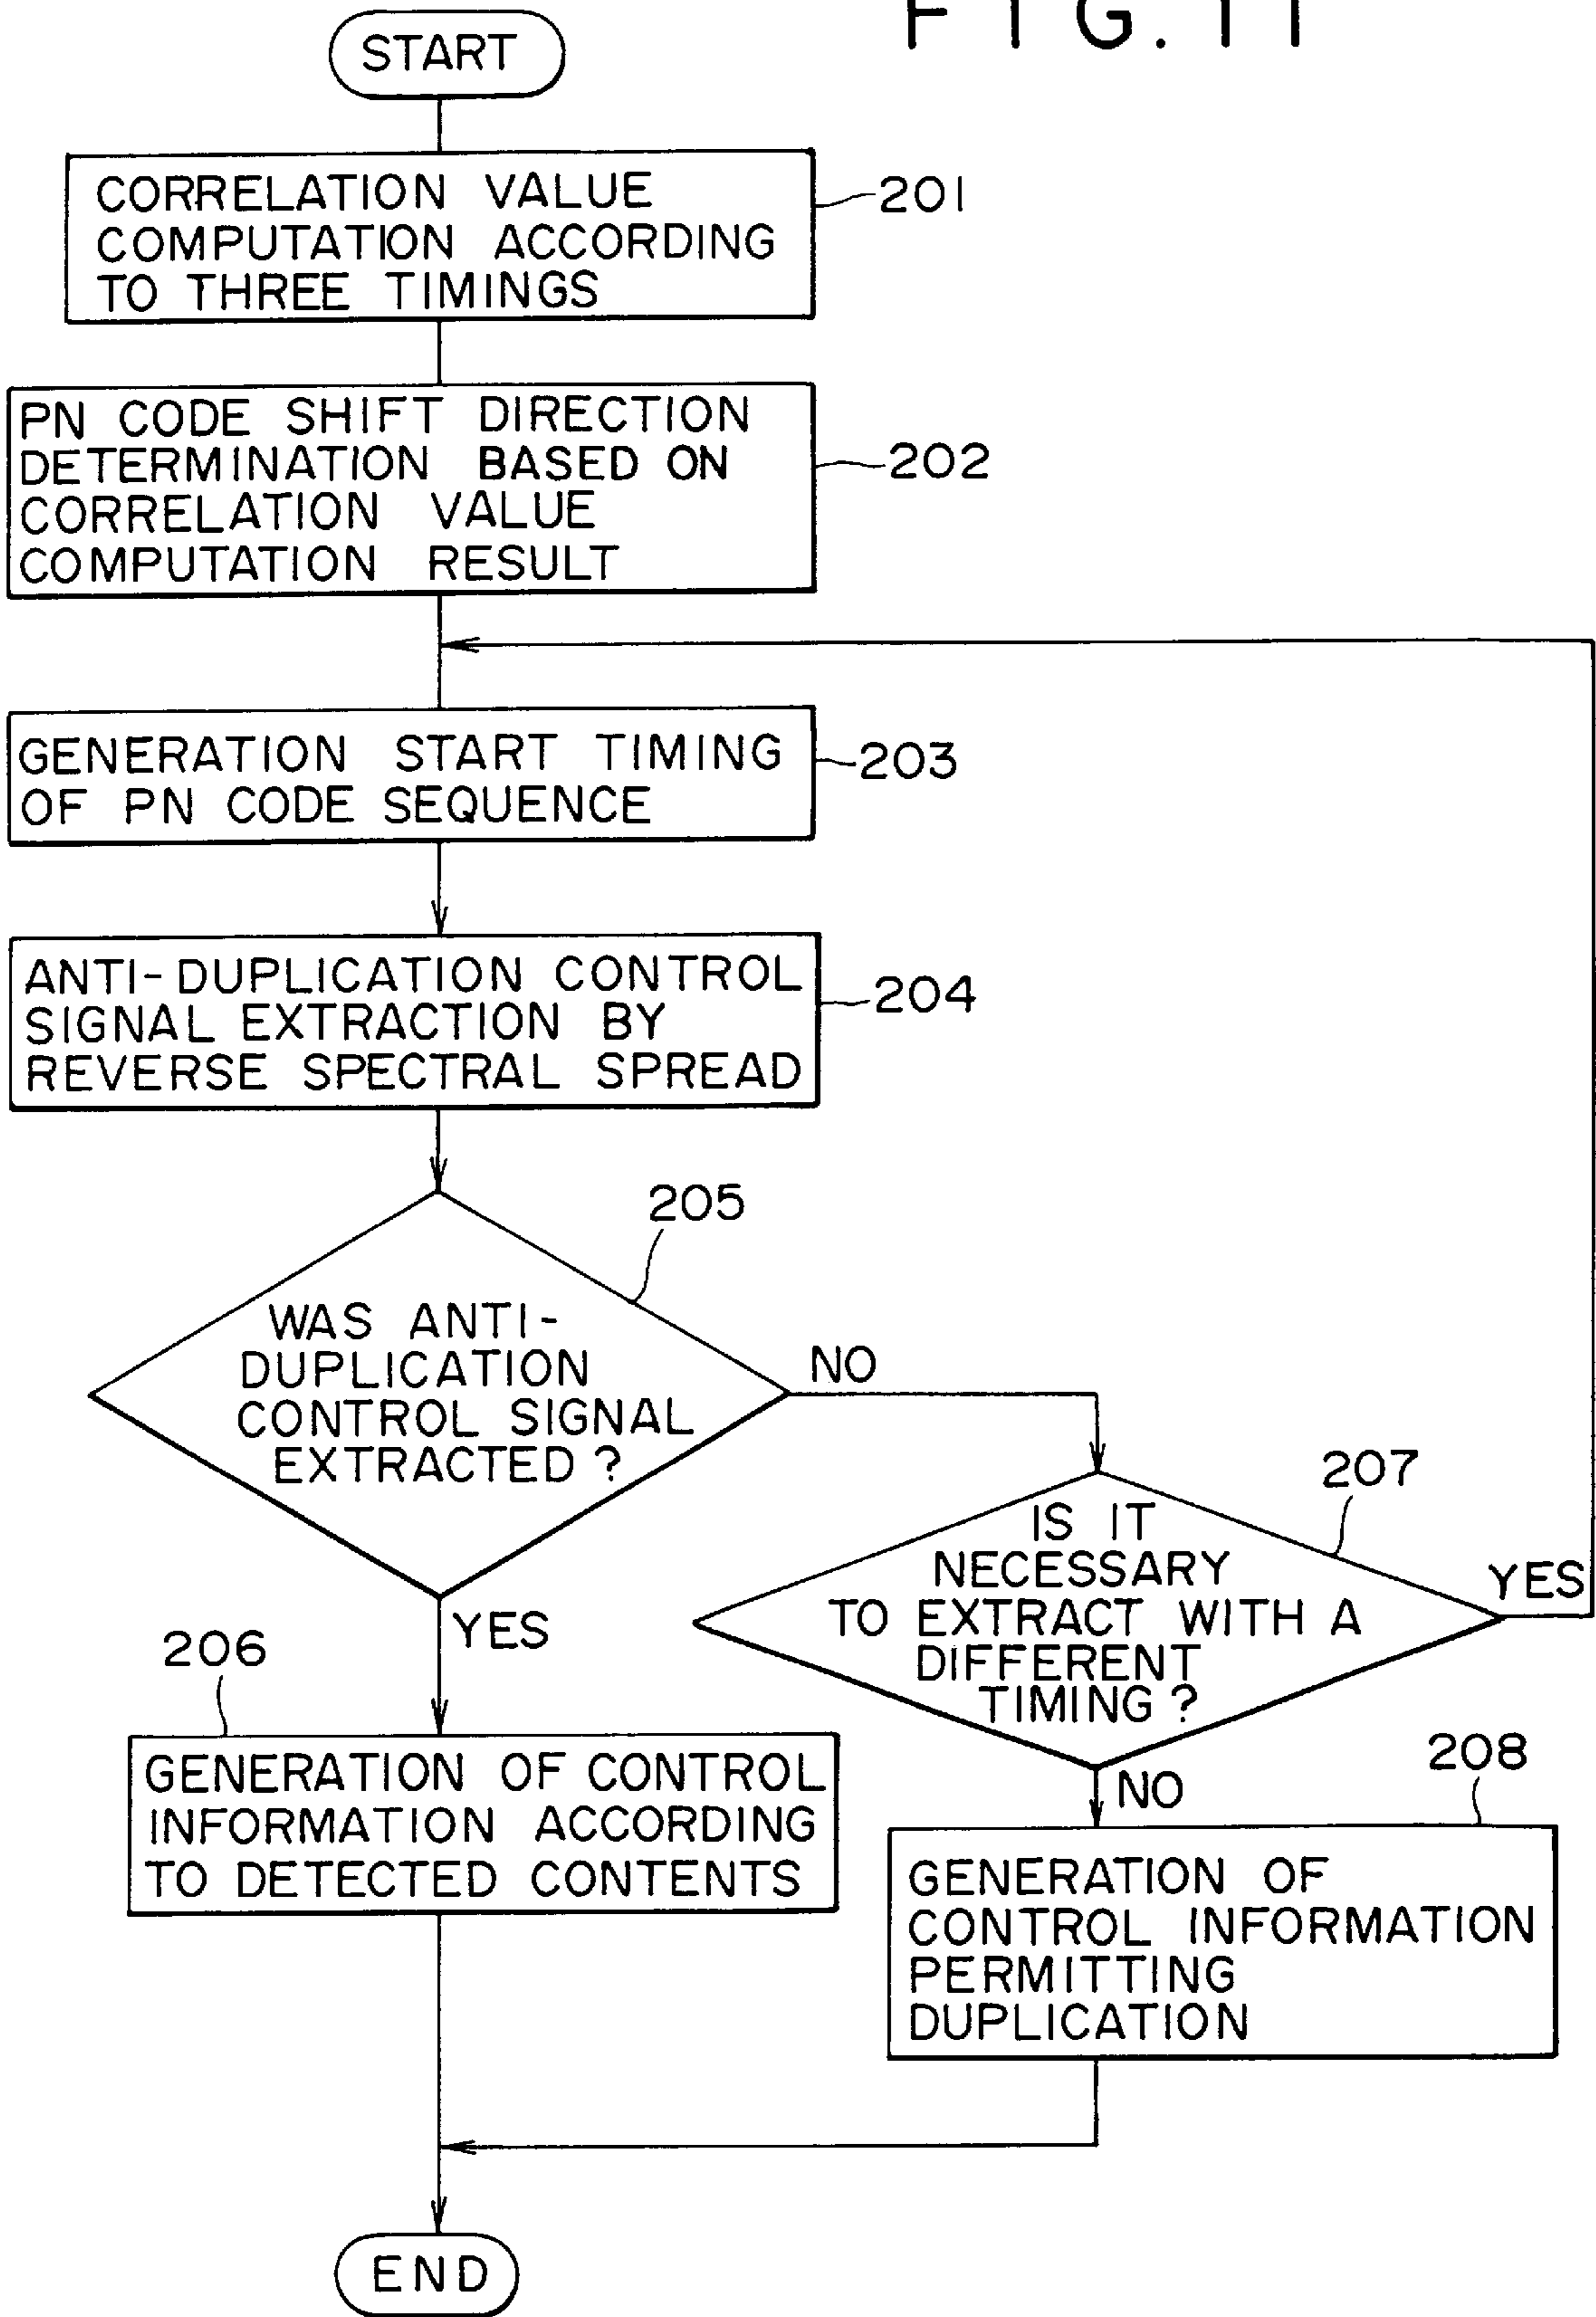 FIG. 11
START
CORRELATION VALUE
COMPUTATION ACCORDING
TO THREE TIMINGS
201
PN CODE SHIFT DIRECTION
DETERMINATION BASED ON
CORRELATION VALUE
COMPUTATION RESULT
202
GENERATION START TIMING
OF PN CODE SEQUENCE
203
ANTI-DUPLICATION CONTROL
SIGNAL EXTRACTION BY
REVERSE SPECTRAL SPREAD
204
205
WAS ANTI-
DUPLICATION
CONTROL SIGNAL
EXTRACTED ?
NO
207
IS IT
NECESSARY
TO EXTRACT WITH A
DIFFERENT
TIMING ?
YES
YES
206
GENERATION OF CONTROL
INFORMATION ACCORDING
TO DETECTED CONTENTS
NO
208
GENERATION OF
CONTROL INFORMATION
PERMITTING
DUPLICATION
END